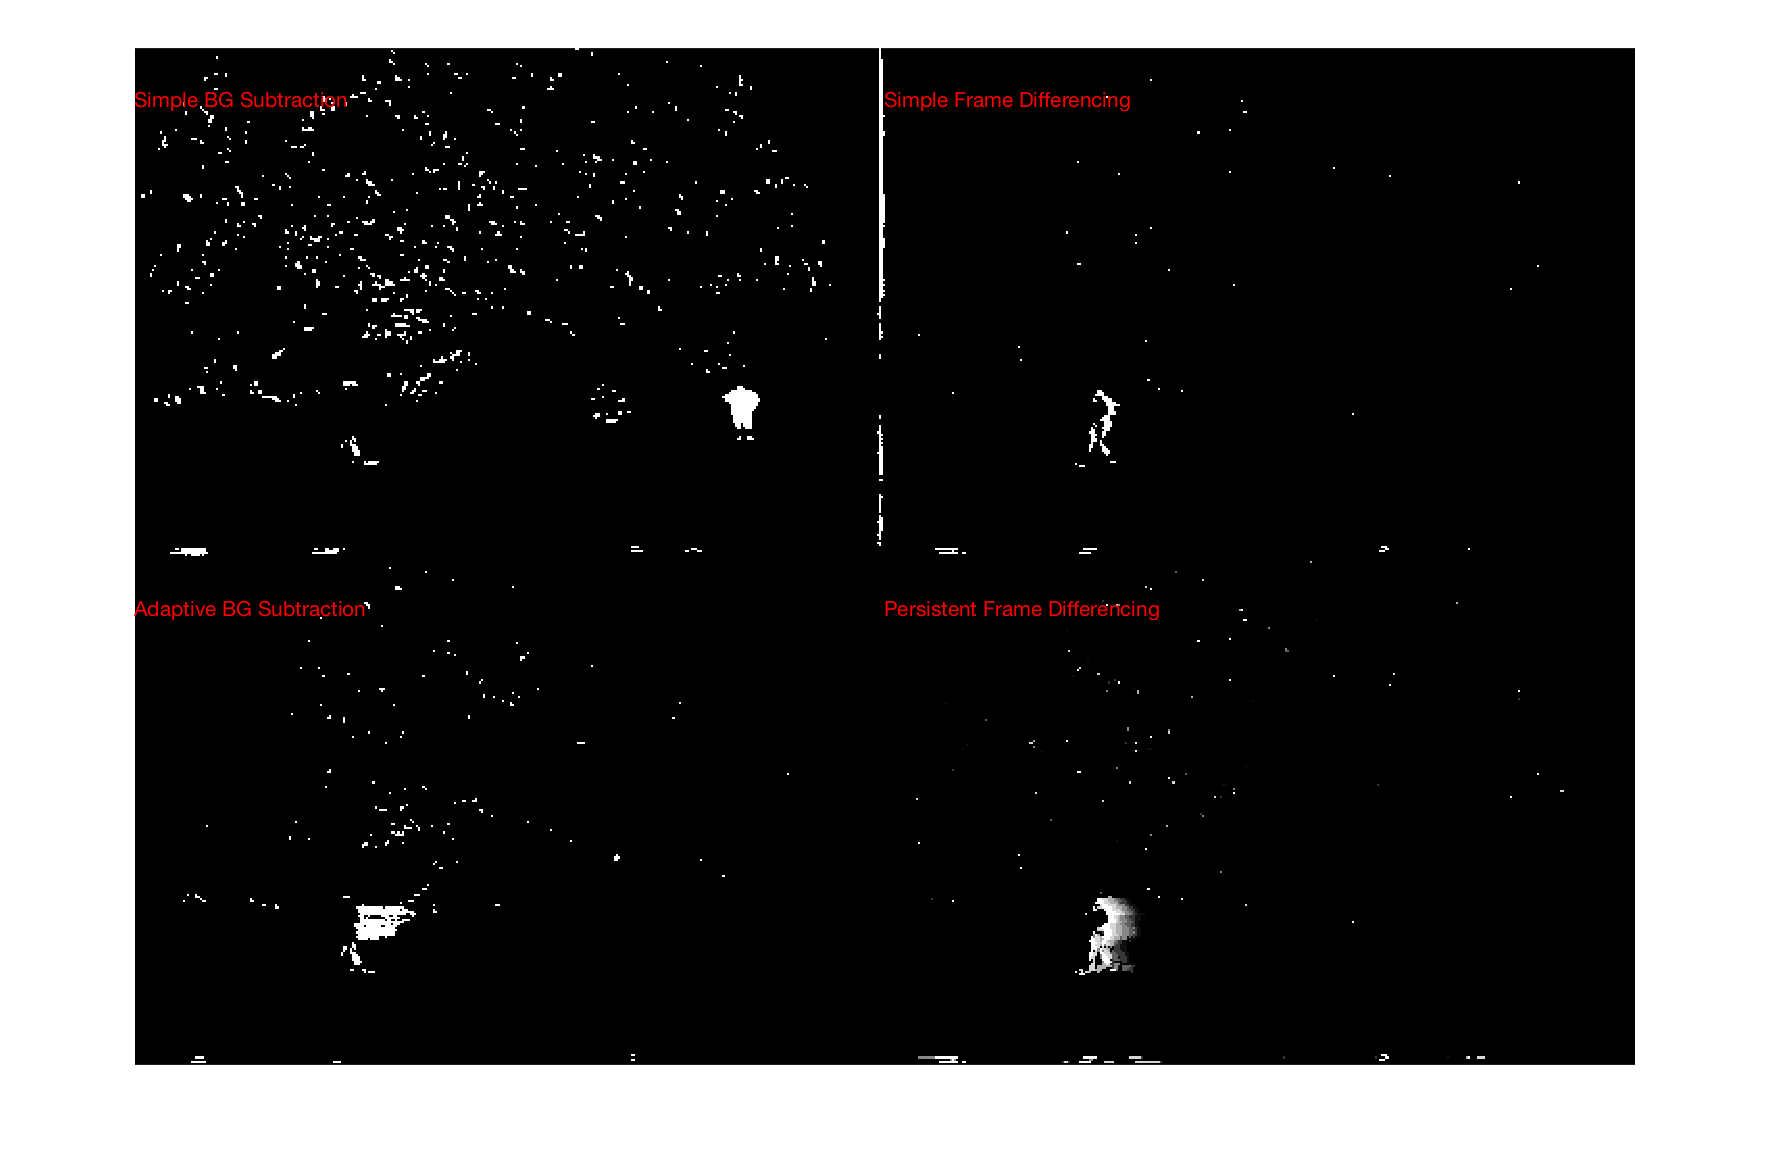 Simple BG Subtraction
Simple Frame Differencing
Adaptive BG Subtraction
Persistent Frame Differencing